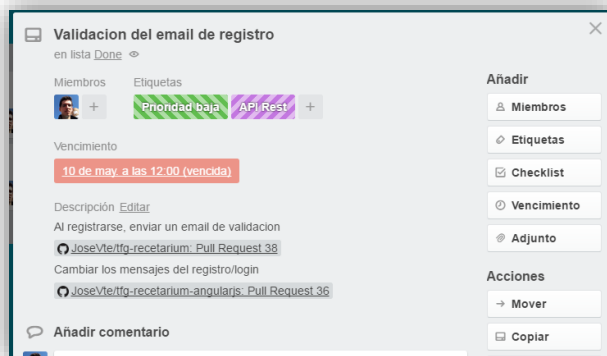 Validacion del email de registro
en lista Done
Miembros
Etiquetas
Prioridad baja
API Rest
Vencimiento
10 de may. a las 12:00 (vencida)
Descripción Editar
Al registrarse, enviar un email de validacion
JoseVte/tfg-recetarium: Pull Request 38
Cambiar los mensajes del registro/login
JoseVte/tfg-recetarium-angularjs: Pull Request 36
Añadir comentario
Añadir
Miembros
Etiquetas
Checklist
Vencimiento
Adjunto
Acciones
Mover
Copiar